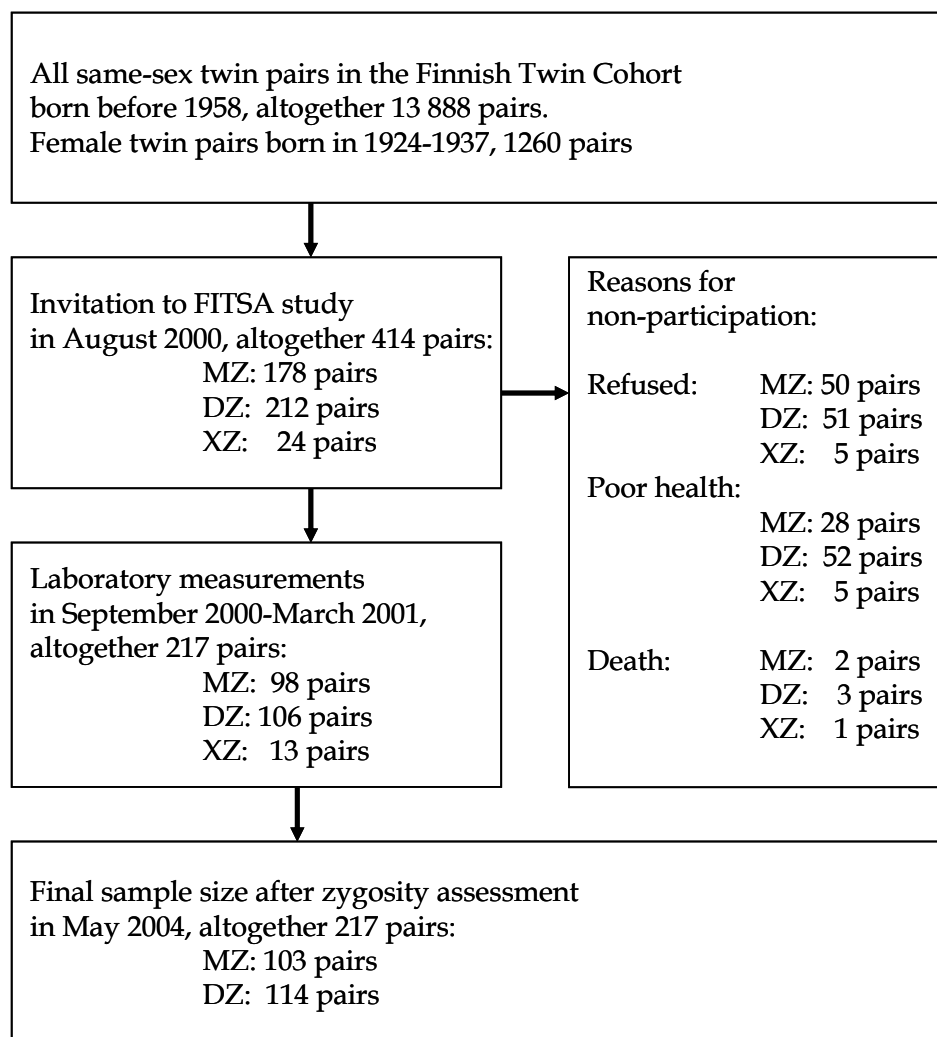 All same-sex twin pairs in the Finnish Twin Cohort
born before 1958, altogether 13 888 pairs.
Female twin pairs born in 1924-1937, 1260 pairs
Invitation to FITSA study
in August 2000, altogether 414 pairs:
MZ: 178 pairs
DZ: 212 pairs
XZ: 24 pairs
Reasons for
non-participation:
Refused: MZ: 50 pairs
DZ: 51 pairs
XZ: 5 pairs
Poor health:
MZ: 28 pairs
DZ: 52 pairs
XZ: 5 pairs
Death: MZ: 2 pairs
DZ: 3 pairs
XZ: 1 pairs
Laboratory measurements
in September 2000-March 2001,
altogether 217 pairs:
MZ: 98 pairs
DZ: 106 pairs
XZ: 13 pairs
Final sample size after zygosity assessment
in May 2004, altogether 217 pairs:
MZ: 103 pairs
DZ: 114 pairs